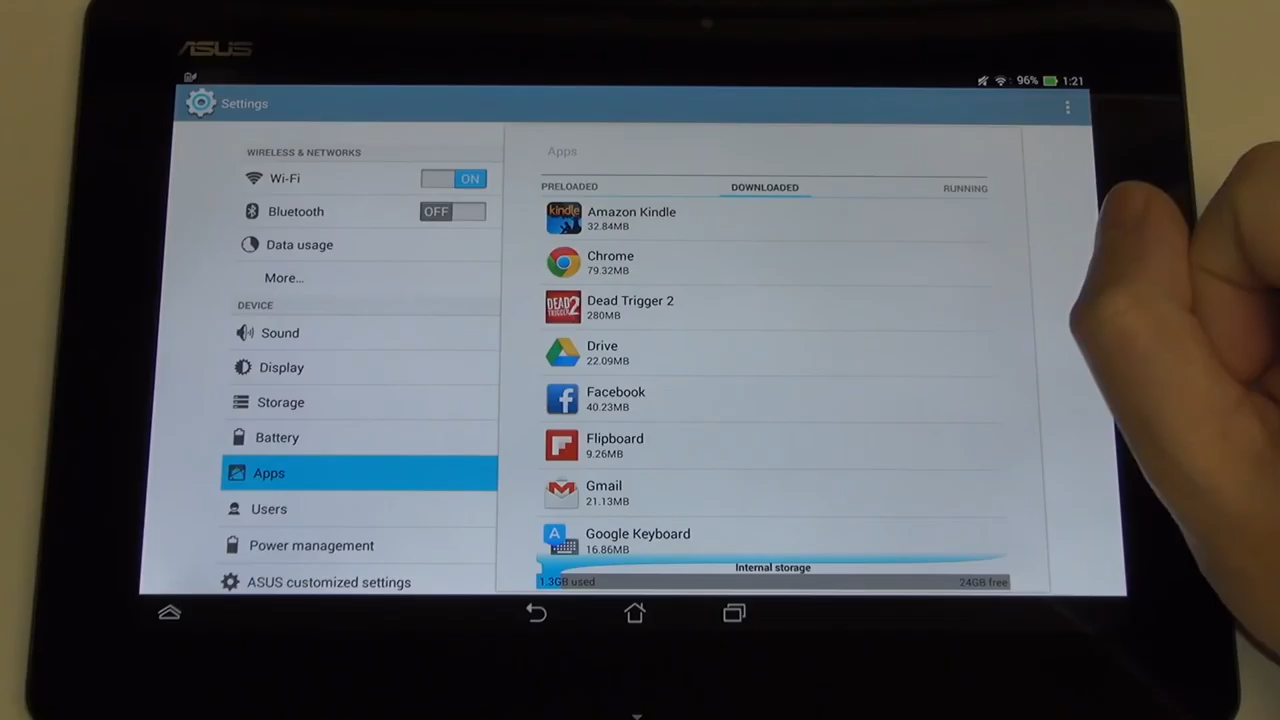 ASUS
96% 1:21
Settings
WIRELESS & NETWORKS
Wi-Fi ON
Bluetooth OFF
Data usage
More...
DEVICE
Sound
Display
Storage
Battery
Apps
Users
Power management
ASUS customized settings
Apps
PRELOADED DOWNLOADED RUNNING
kindle
Amazon Kindle
32.84MB
Chrome
79.32MB
DEAD TRIGGER 2
Dead Trigger 2
280MB
Drive
22.09MB
f
Facebook
40.23MB
Flipboard
9.26MB
Gmail
21.13MB
A
Google Keyboard
16.86MB
Internal storage
1.3GB used 24GB free